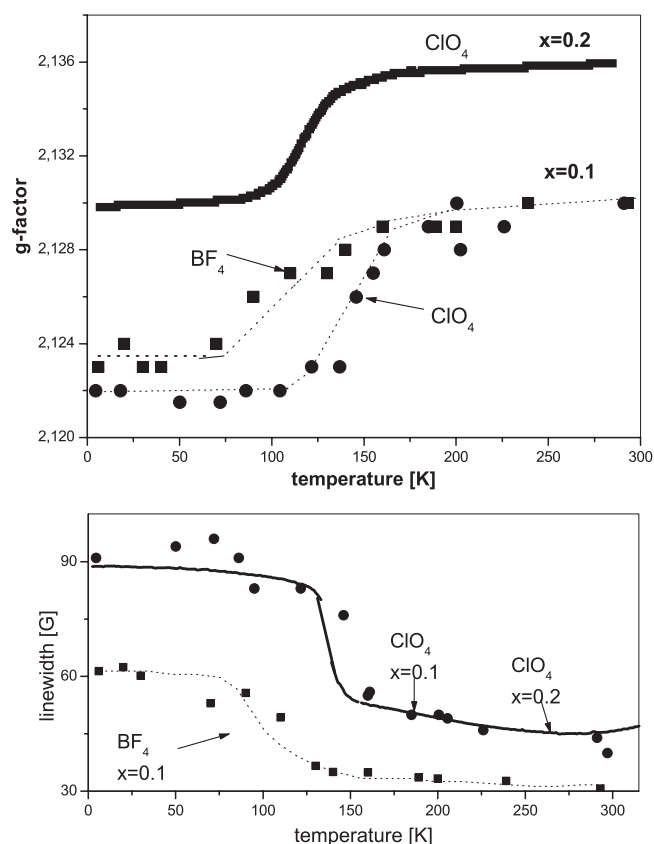 ClO4
x=0.2
2,136
2,132
x=0.1
g-factor
2,128
BF4
ClO4
2,124
2,120
0
50
100
150
200
250
300
temperature [K]
90
linewidth [G]
ClO4
x=0.1
ClO4
x=0.2
60
BF4
x=0.1
30
0
50
100
150
200
250
300
temperature [K]